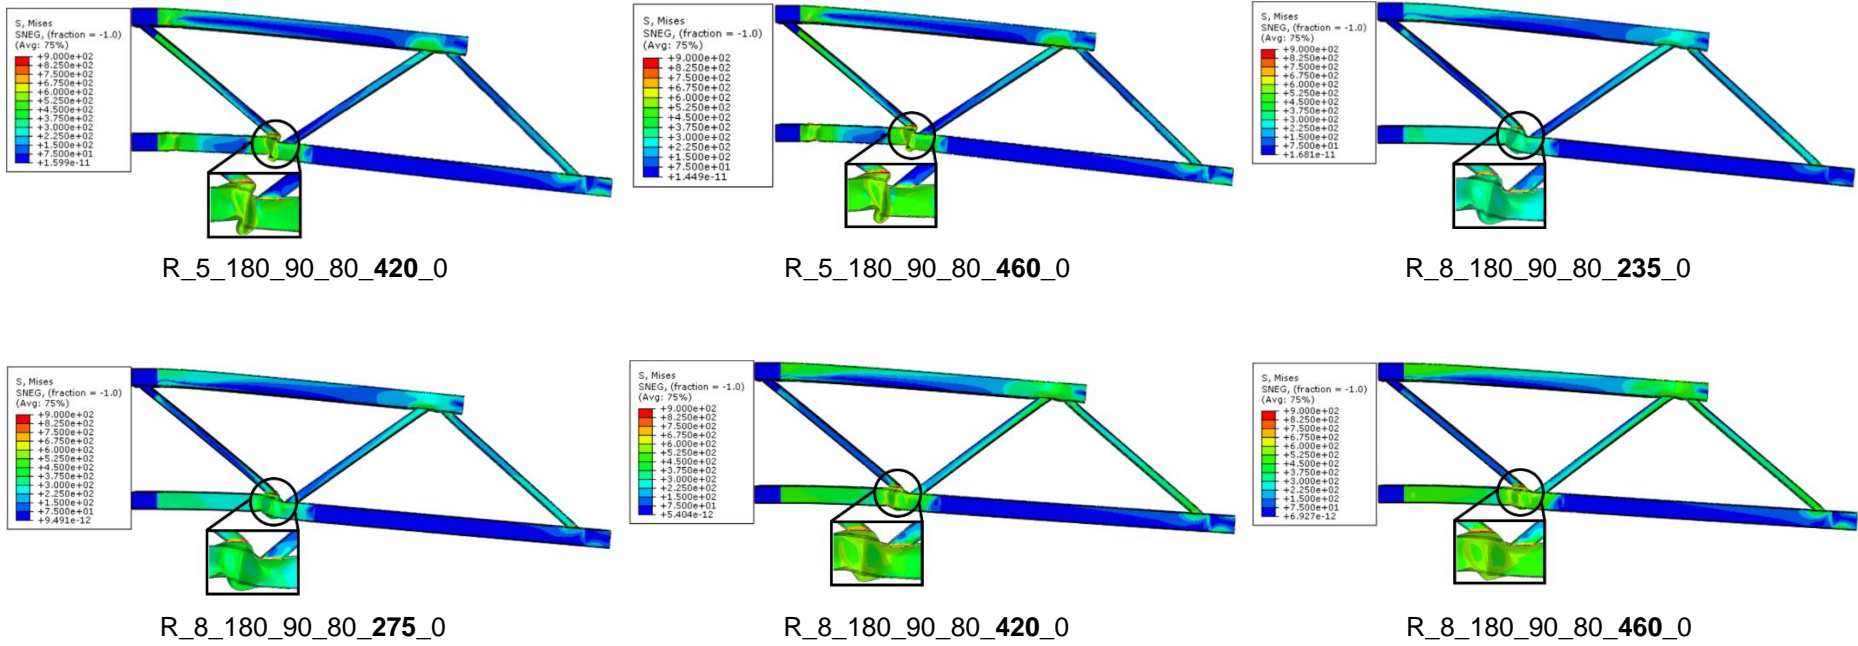 S, Mises
SNEG, (fraction = -1.0)
(Avg: 75%)
+9.000e+02
+8.250e+02
+7.500e+02
+6.750e+02
+6.000e+02
+5.250e+02
+4.500e+02
+3.750e+02
+3.000e+02
+2.250e+02
+1.500e+02
+7.500e+01
+1.599e-11
R_5_180_90_80_420_0
S, Mises
SNEG, (fraction = -1.0)
(Avg: 75%)
+9.000e+02
+8.250e+02
+7.500e+02
+6.750e+02
+6.000e+02
+5.250e+02
+4.500e+02
+3.750e+02
+3.000e+02
+2.250e+02
+1.500e+02
+7.500e+01
+1.449e-11
R_5_180_90_80_460_0
S, Mises
SNEG, (fraction = -1.0)
(Avg: 75%)
+9.000e+02
+8.250e+02
+7.500e+02
+6.750e+02
+6.000e+02
+5.250e+02
+4.500e+02
+3.750e+02
+3.000e+02
+2.250e+02
+1.500e+02
+7.500e+01
+1.681e-11
R_8_180_90_80_235_0
S, Mises
SNEG, (fraction = -1.0)
(Avg: 75%)
+9.000e+02
+8.250e+02
+7.500e+02
+6.750e+02
+6.000e+02
+5.250e+02
+4.500e+02
+3.750e+02
+3.000e+02
+2.250e+02
+1.500e+02
+7.500e+01
+9.491e-12
R_8_180_90_80_275_0
S, Mises
SNEG, (fraction = -1.0)
(Avg: 75%)
+9.000e+02
+8.250e+02
+7.500e+02
+6.750e+02
+6.000e+02
+5.250e+02
+4.500e+02
+3.750e+02
+3.000e+02
+2.250e+02
+1.500e+02
+7.500e+01
+5.404e-12
R_8_180_90_80_420_0
S, Mises
SNEG, (fraction = -1.0)
(Avg: 75%)
+9.000e+02
+8.250e+02
+7.500e+02
+6.750e+02
+6.000e+02
+5.250e+02
+4.500e+02
+3.750e+02
+3.000e+02
+2.250e+02
+1.500e+02
+7.500e+01
+6.927e-12
R_8_180_90_80_460_0